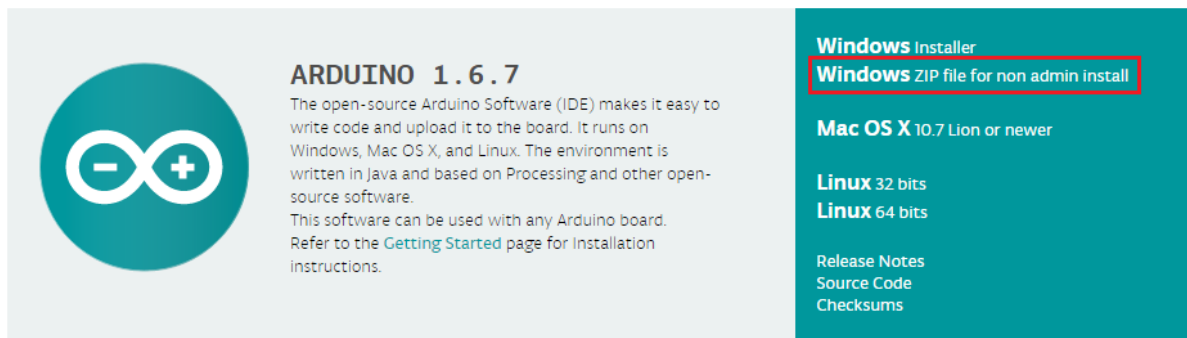 ARDUINO 1.6.7
The open-source Arduino Software (IDE) makes it easy to
write code and upload it to the board. It runs on
Windows, Mac OS X, and Linux. The environment is
written in Java and based on Processing and other open-
source software.
This software can be used with any Arduino board.
Refer to the Getting Started page for Installation
instructions.
Windows Installer
Windows ZIP file for non admin install
Mac OS X 10.7 Lion or newer
Linux 32 bits
Linux 64 bits
Release Notes
Source Code
Checksums